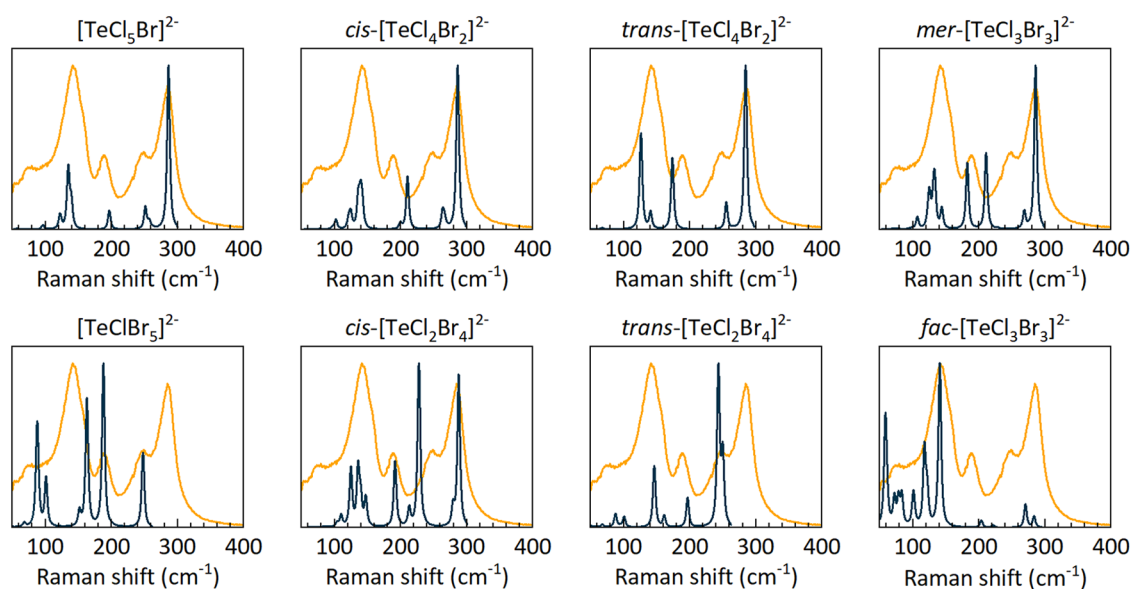 [TeCl₅Br]²⁻
cis-[TeCl₄Br₂]²⁻
trans-[TeCl₄Br₂]²⁻
mer-[TeCl₃Br₃]²⁻
100 200 300 400
100 200 300 400
100 200 300 400
100 200 300 400
Raman shift (cm⁻¹)
Raman shift (cm⁻¹)
Raman shift (cm⁻¹)
Raman shift (cm⁻¹)
[TeClBr₅]²⁻
cis-[TeCl₂Br₄]²⁻
trans-[TeCl₂Br₄]²⁻
fac-[TeCl₃Br₃]²⁻
100 200 300 400
100 200 300 400
100 200 300 400
100 200 300 400
Raman shift (cm⁻¹)
Raman shift (cm⁻¹)
Raman shift (cm⁻¹)
Raman shift (cm⁻¹)